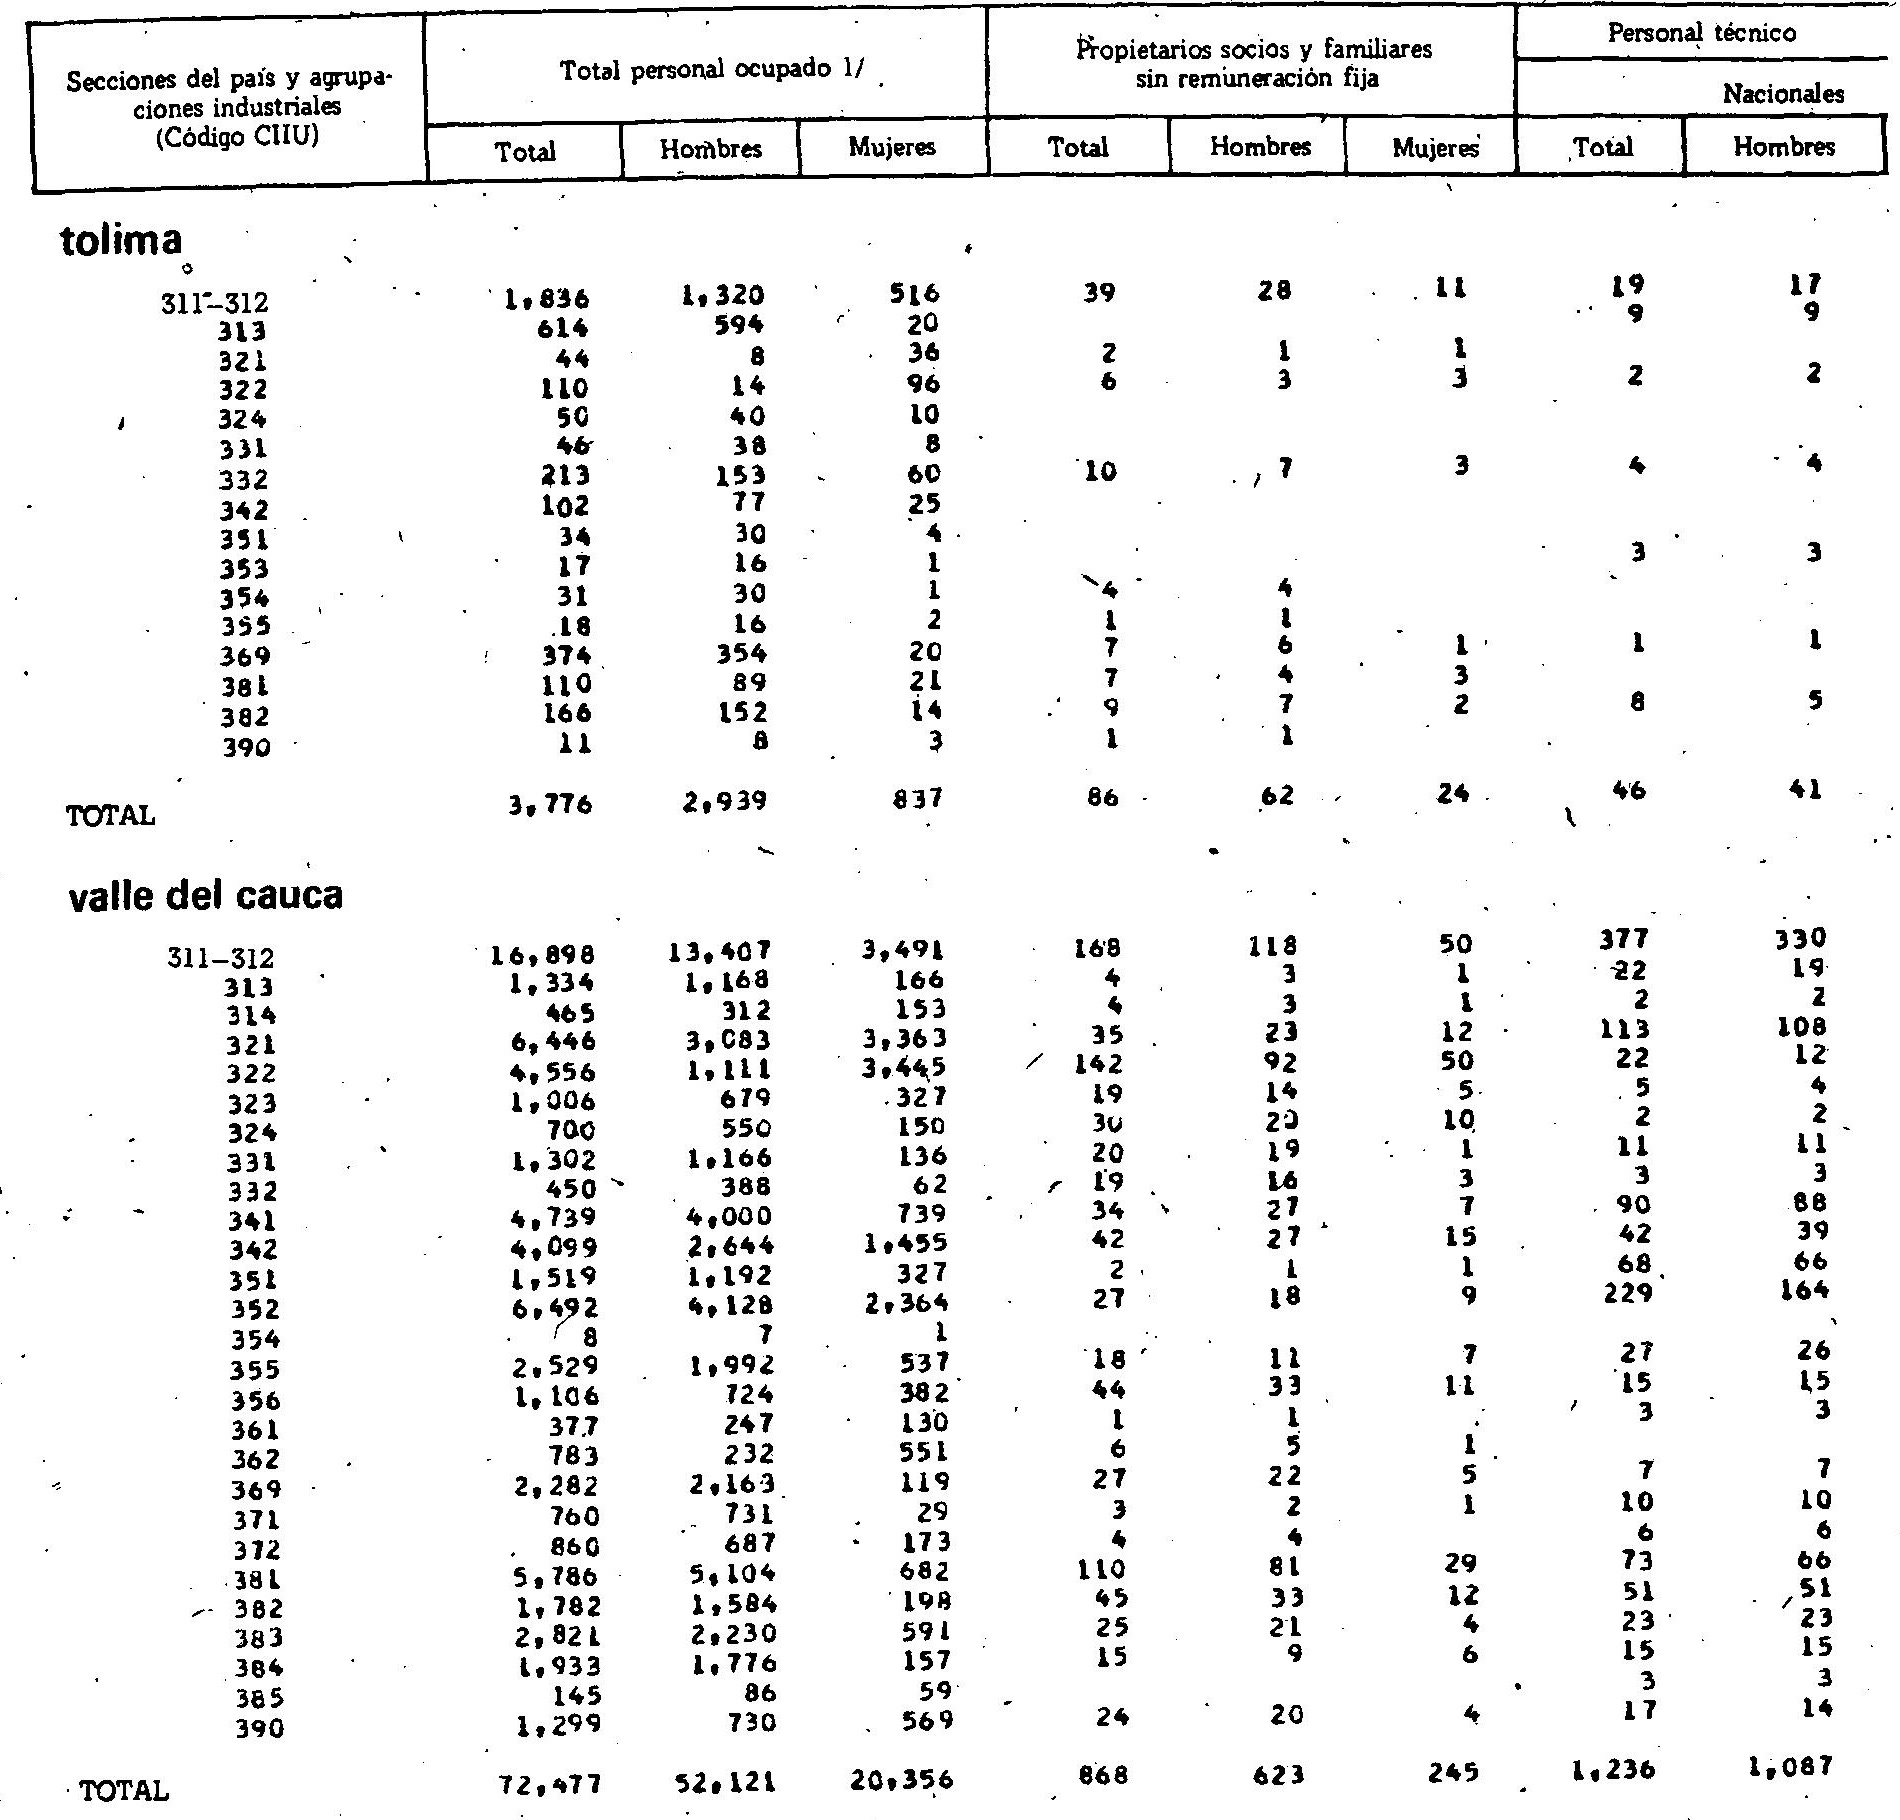 Secciones del país y agrupa-
ciones industriales
(Código CIIU)
Total personal ocupado 1/
Propietarios socios y familiares
sin remuneración fija
Personal técnico
Nacionales
Total Hombres Mujeres Total Hombres Mujeres Total Hombres
tolima
311-312 1,836 1,320 516 39 28 11 19 17
313 614 594 20 9 9
321 44 8 36 2 1 1
322 110 14 96 6 3 3 2 2
324 50 40 10
331 46 38 8
332 213 153 60 10 7 3 4 4
342 102 77 25
351 34 30 4
353 17 16 1 3 3
354 31 30 1 4 4
355 18 16 2 1 1
369 374 354 20 7 6 1 1 1
381 110 89 21 7 4 3
382 166 152 14 9 7 2 8 5
390 11 8 3 1 1
TOTAL 3,776 2,939 837 86 62 24 46 41
valle del cauca
311-312 16,898 13,407 3,491 168 118 50 377 330
313 1,334 1,168 166 4 3 1 22 19
314 465 312 153 4 3 1 2 2
321 6,446 3,083 3,363 35 23 12 113 108
322 4,556 1,111 3,445 142 92 50 22 12
323 1,006 679 327 19 14 5 5 4
324 700 550 150 30 20 10 2 2
331 1,302 1,166 136 20 19 1 11 11
332 450 388 62 19 16 3 3 3
341 4,739 4,000 739 34 27 7 90 88
342 4,099 2,644 1,455 42 27 15 42 39
351 1,519 1,192 327 2 1 1 68 66
352 6,492 4,128 2,364 27 18 9 229 164
354 8 7 1
355 2,529 1,992 537 18 11 7 27 26
356 1,106 724 382 44 33 11 15 15
361 377 247 130 1 1 3 3
362 783 232 551 6 5 1
369 2,282 2,163 119 27 22 5 7 7
371 760 731 29 3 2 1 10 10
372 860 687 173 4 4 6 6
381 5,786 5,104 682 110 81 29 73 66
382 1,782 1,584 198 45 33 12 51 51
383 2,821 2,230 591 25 21 4 23 23
384 1,933 1,776 157 15 9 6 15 15
385 145 86 59 3 3
390 1,299 730 569 24 20 4 17 14
TOTAL 72,477 52,121 20,356 868 623 245 1,236 1,087